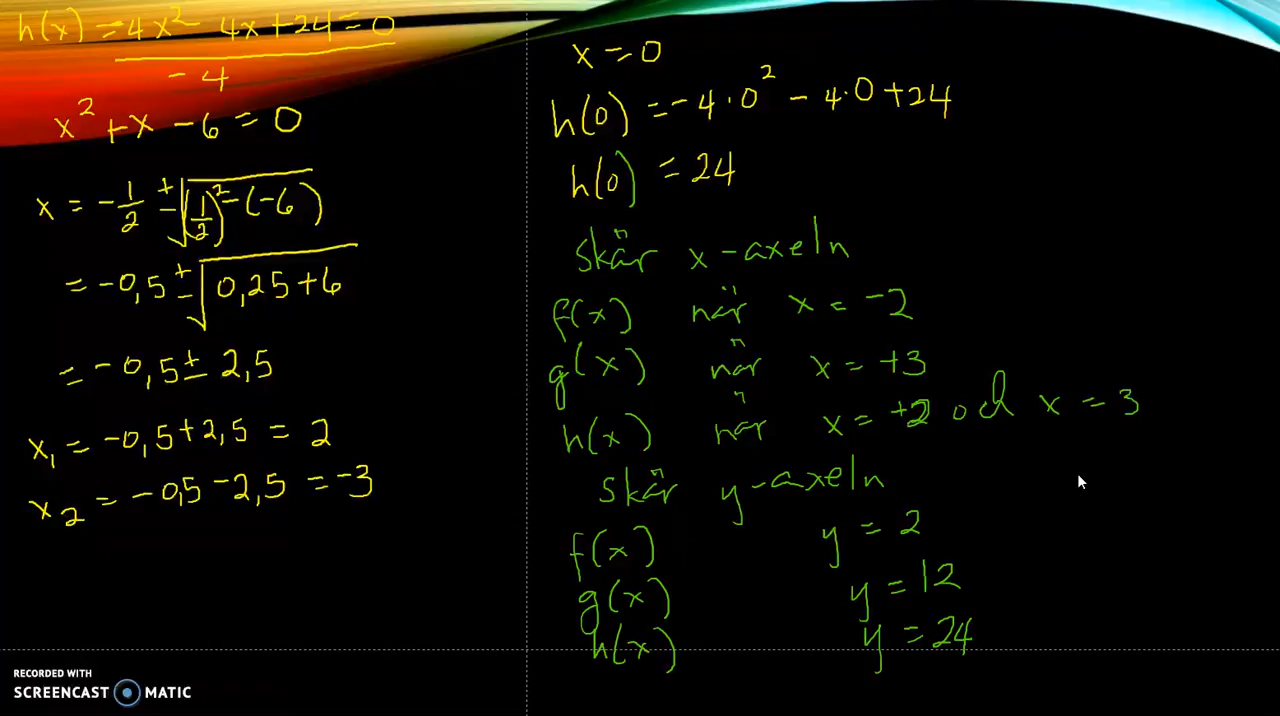 h(x) = 4x² 4x + 24 = 0
-4
x² + x - 6 = 0
x = -1/2 ± √((1/2)² - (-6))
= -0,5 ± √(0,25 + 6)
= -0,5 ± 2,5
x₁ = -0,5 + 2,5 = 2
x₂ = -0,5 - 2,5 = -3
x = 0
h(0) = -4·0² - 4·0 + 24
h(0) = 24
skär x-axeln
f(x) när x = -2
g(x) när x = +3
h(x) när x = +2 och x = 3
skär y-axeln
f(x) y = 2
g(x) y = 12
h(x) y = 24
RECORDED WITH
SCREENCAST MATIC